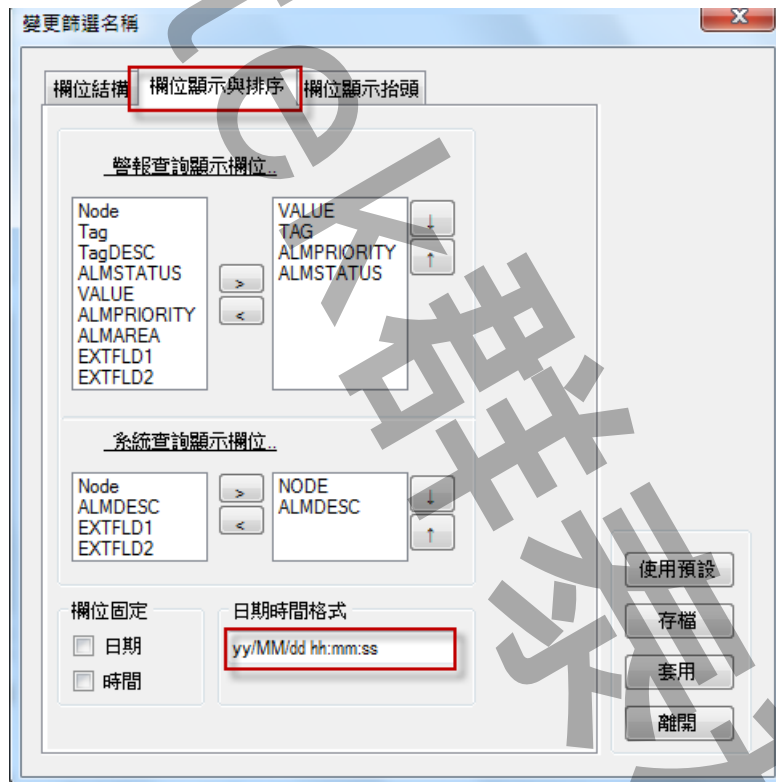 變更篩選名稱
欄位結構 欄位顯示與排序 欄位顯示抬頭
警報查詢顯示欄位..
Node
Tag
TagDESC
ALMSTATUS
VALUE
ALMPRIORITY
ALMAREA
EXTFLD1
EXTFLD2
>
<
VALUE
TAG
ALMPRIORITY
ALMSTATUS
↓
↑
系統查詢顯示欄位..
Node
ALMDESC
EXTFLD1
EXTFLD2
>
<
NODE
ALMDESC
↓
↑
欄位固定
日期
時間
日期時間格式
yy/MM/dd hh:mm:ss
使用預設
存檔
套用
離開